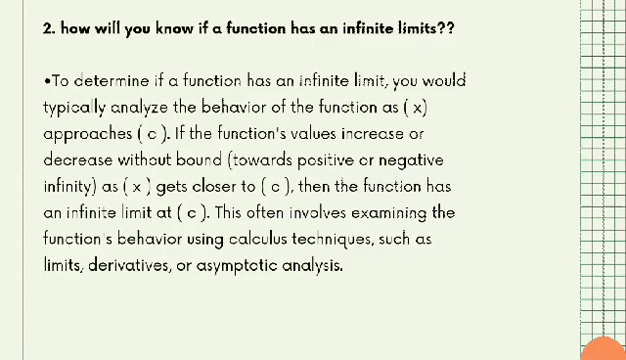 2. how will you know if a function has an infinite limits??
•To determine if a function has an infinite limit, you would
typically analyze the behavior of the function as ( x)
approaches ( c ). If the function's values increase or
decrease without bound (towards positive or negative
infinity) as ( x ) gets closer to ( c ), then the function has
an infinite limit at ( c ). This often involves examining the
function's behavior using calculus techniques, such as
limits, derivatives, or asymptotic analysis.